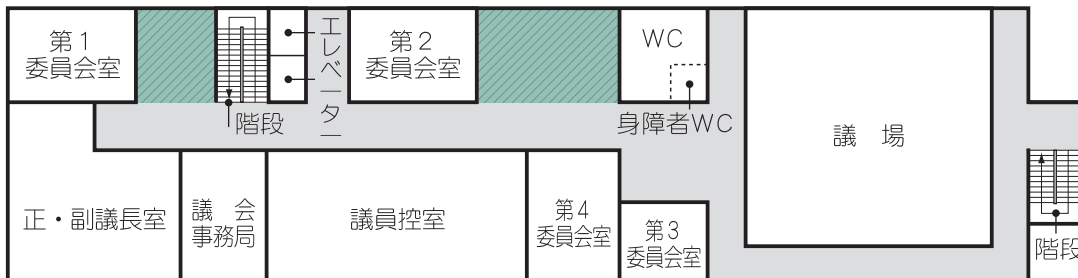 第1
委員会室
階段
エレベーター
第2
委員会室
WC
身障者WC
議 場
階段
正・副議長室
議 会
事務局
議員控室
第4
委員会室
第3
委員会室